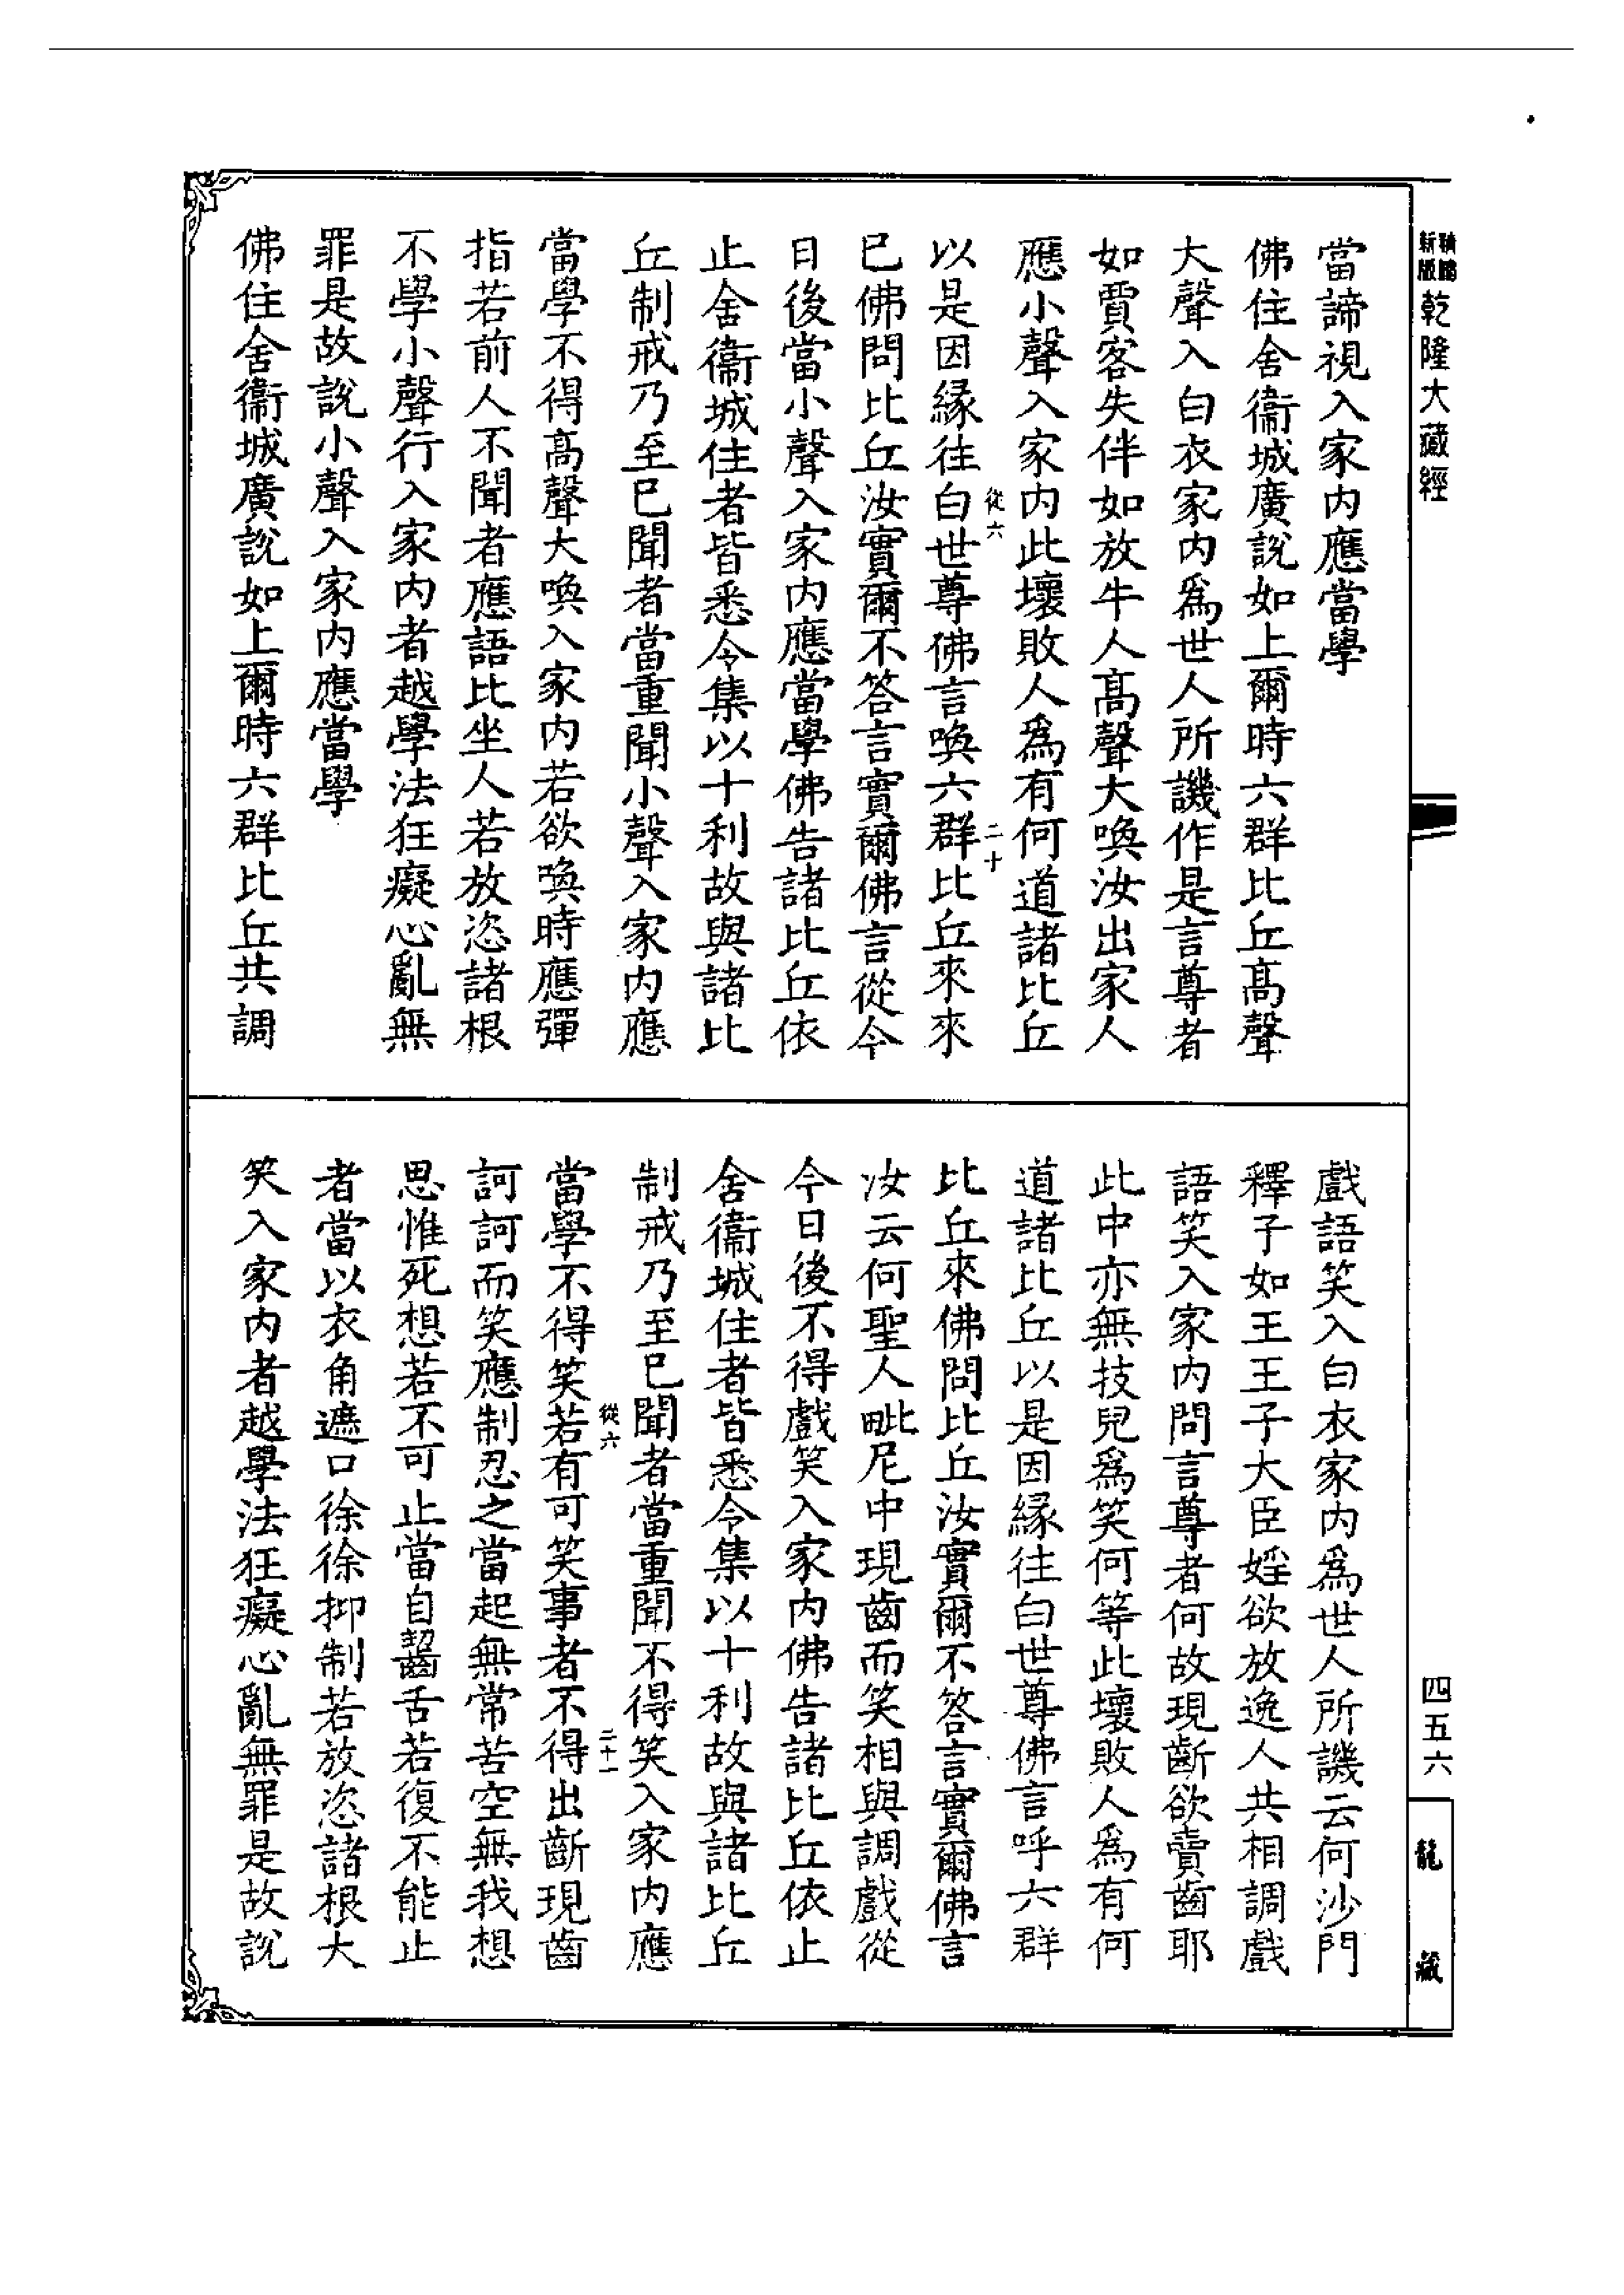 新版
乾隆大藏經
當諦視入家內應當學
佛住舍衞城廣說如上爾時六群比丘高聲
大聲入白衣家內爲世人所譏作是言尊者
如賈客失伴如放牛人高聲大喚汝出家人
應小聲入家內此壞敗人爲有何道諸比丘
從六
二十
以是因緣往白世尊佛言喚六群比丘來來
已佛問比丘汝實爾不答言實爾佛言從今
日後當小聲入家內應當學佛告諸比丘依
止舍衞城住者皆悉令集以十利故與諸比
丘制戒乃至已聞者當重聞小聲入家內應
當學不得高聲大喚入家內若欲喚時應彈
指若前人不聞者應語比坐人若放恣諸根
不學小聲行入家內者越學法狂癡心亂無
罪是故說小聲入家內應當學
佛住舍衞城廣說如上爾時六群比丘共調
戲語笑入白衣家內爲世人所譏云何沙門
釋子如王王子大臣婬欲放逸人共相調戲
語笑入家內問言尊者何故現齗欲賣齒耶
此中亦無技兒爲笑何等此壞敗人爲有何
道諸比丘以是因緣往白世尊佛言呼六群
比丘來佛問比丘汝實爾不答言實爾佛言
汝云何聖人毗尼中現齒而笑相與調戲從
今日後不得戲笑入家內佛告諸比丘依止
舍衞城住者皆悉令集以十利故與諸比丘
制戒乃至已聞者當重聞不得笑入家內應
從六
二十一
當學不得笑若有可笑事者不得出齗現齒
訶訶而笑應制忍之當起無常苦空無我想
思惟死想若不可止當自齧舌若復不能止
者當以衣角遮口徐徐抑制若放恣諸根大
笑入家內者越學法狂癡心亂無罪是故說
四五六
龍藏